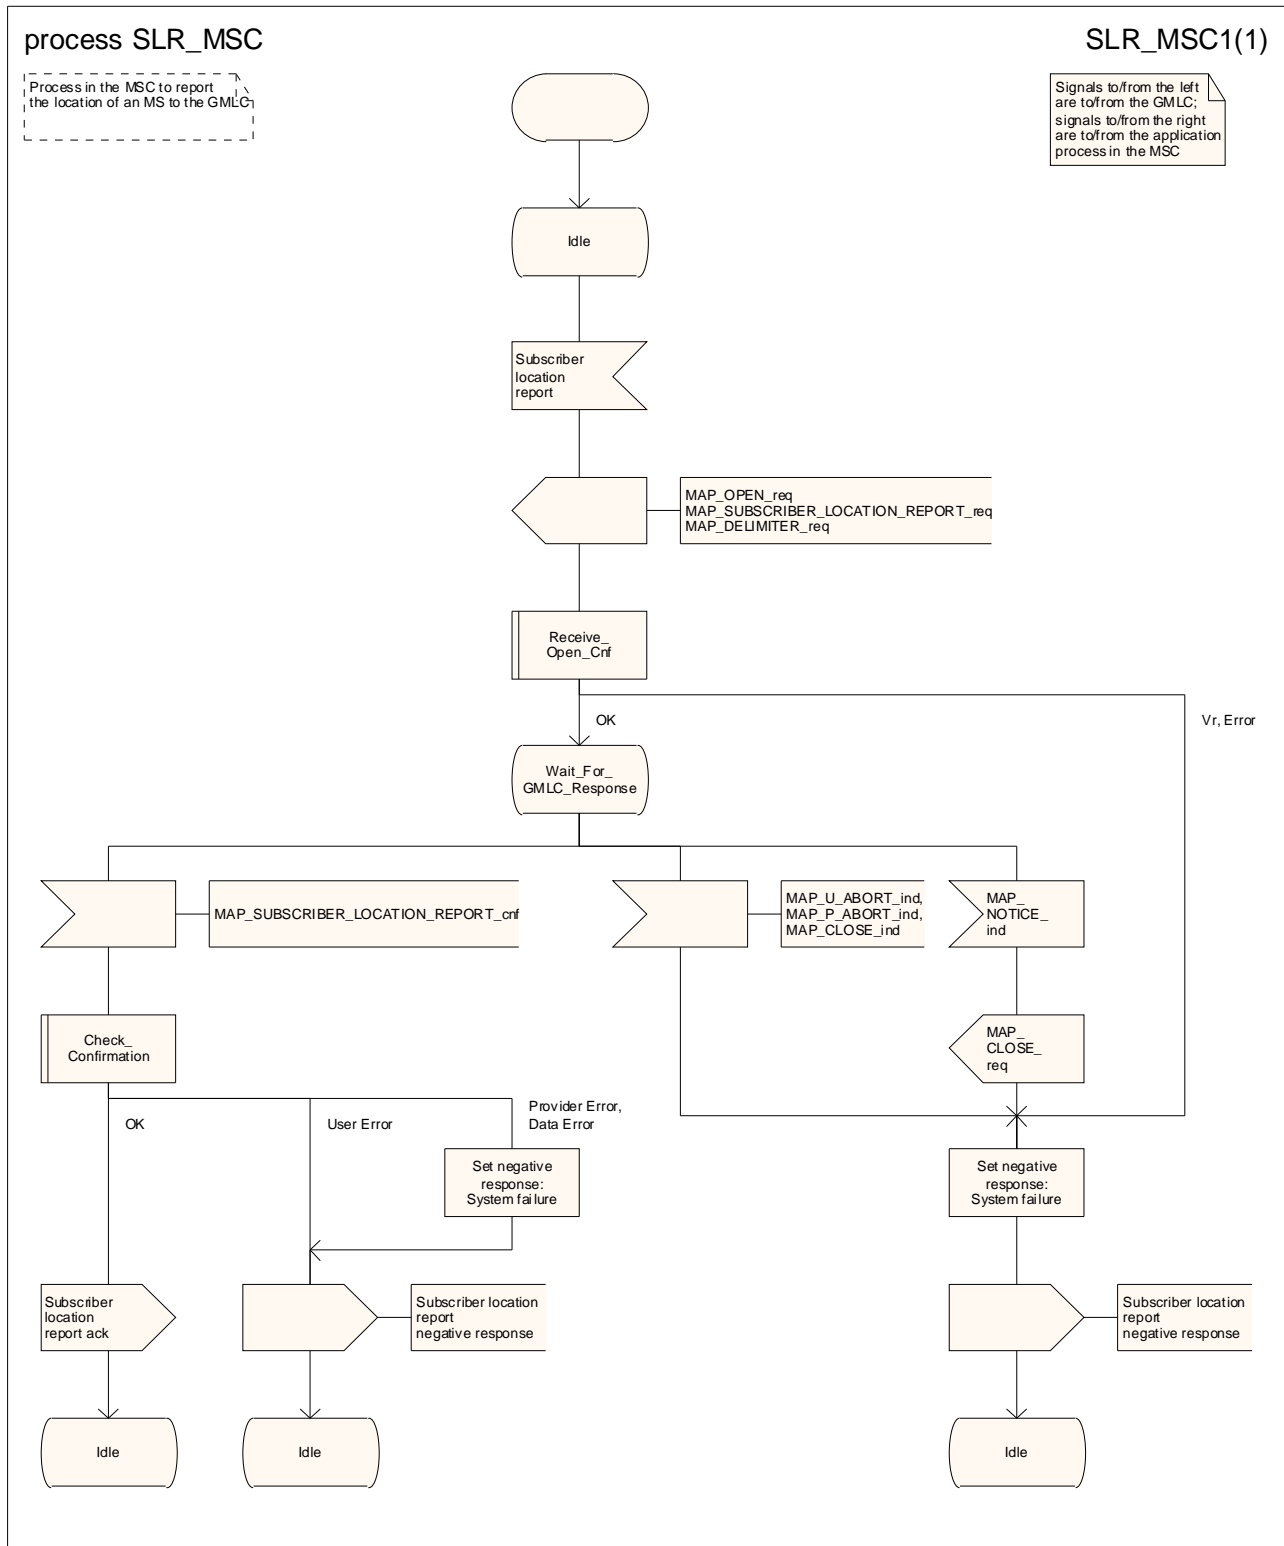 process SLR_MSC
SLR_MSC1(1)
Process in the MSC to report
the location of an MS to the GMLC
Signals to/from the left
are to/from the GMLC;
signals to/from the right
are to/from the application
process in the MSC
Idle
Subscriber
location
report
MAP_OPEN_req
MAP_SUBSCRIBER_LOCATION_REPORT_req
MAP_DELIMITER_req
Receive_
Open_Cnf
OK
Vr, Error
Wait_For_
GMLC_Response
MAP_SUBSCRIBER_LOCATION_REPORT_cnf
MAP_U_ABORT_ind,
MAP_P_ABORT_ind,
MAP_CLOSE_ind
MAP_
NOTICE_
ind
Check_
Confirmation
MAP_
CLOSE_
req
OK
User Error
Provider Error,
Data Error
Set negative
response:
System failure
Set negative
response:
System failure
Subscriber
location
report ack
Subscriber location
report
negative response
Subscriber location
report
negative response
Idle
Idle
Idle